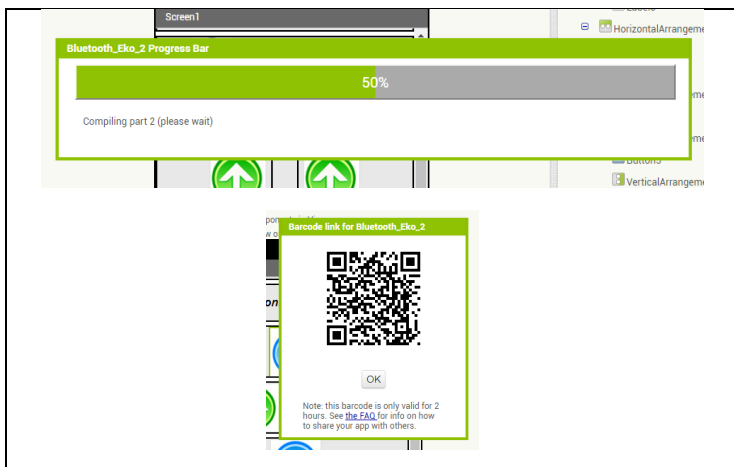 Screen1
HorizontalArrangeme
Bluetooth_Eko_2 Progress Bar
50%
Compiling part 2 (please wait)
VerticalArrangeme
Barcode link for Bluetooth_Eko_2
OK
Note: this barcode is only valid for 2
hours. See the FAQ for info on how
to share your app with others.